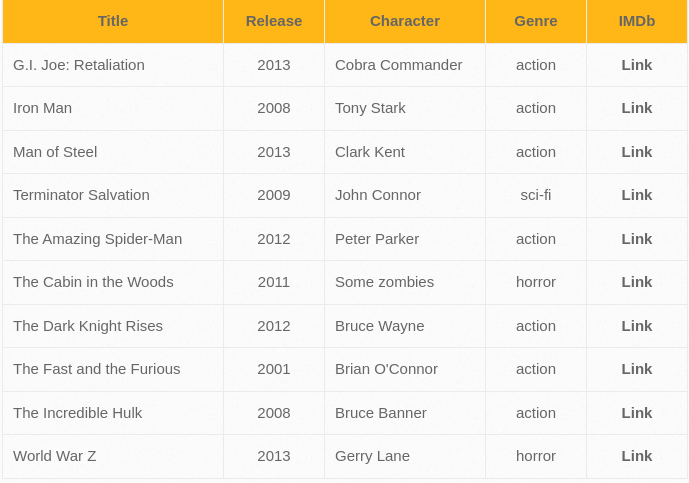 Title Release Character Genre IMDb
G.I. Joe: Retaliation 2013 Cobra Commander action Link
Iron Man 2008 Tony Stark action Link
Man of Steel 2013 Clark Kent action Link
Terminator Salvation 2009 John Connor sci-fi Link
The Amazing Spider-Man 2012 Peter Parker action Link
The Cabin in the Woods 2011 Some zombies horror Link
The Dark Knight Rises 2012 Bruce Wayne action Link
The Fast and the Furious 2001 Brian O'Connor action Link
The Incredible Hulk 2008 Bruce Banner action Link
World War Z 2013 Gerry Lane horror Link